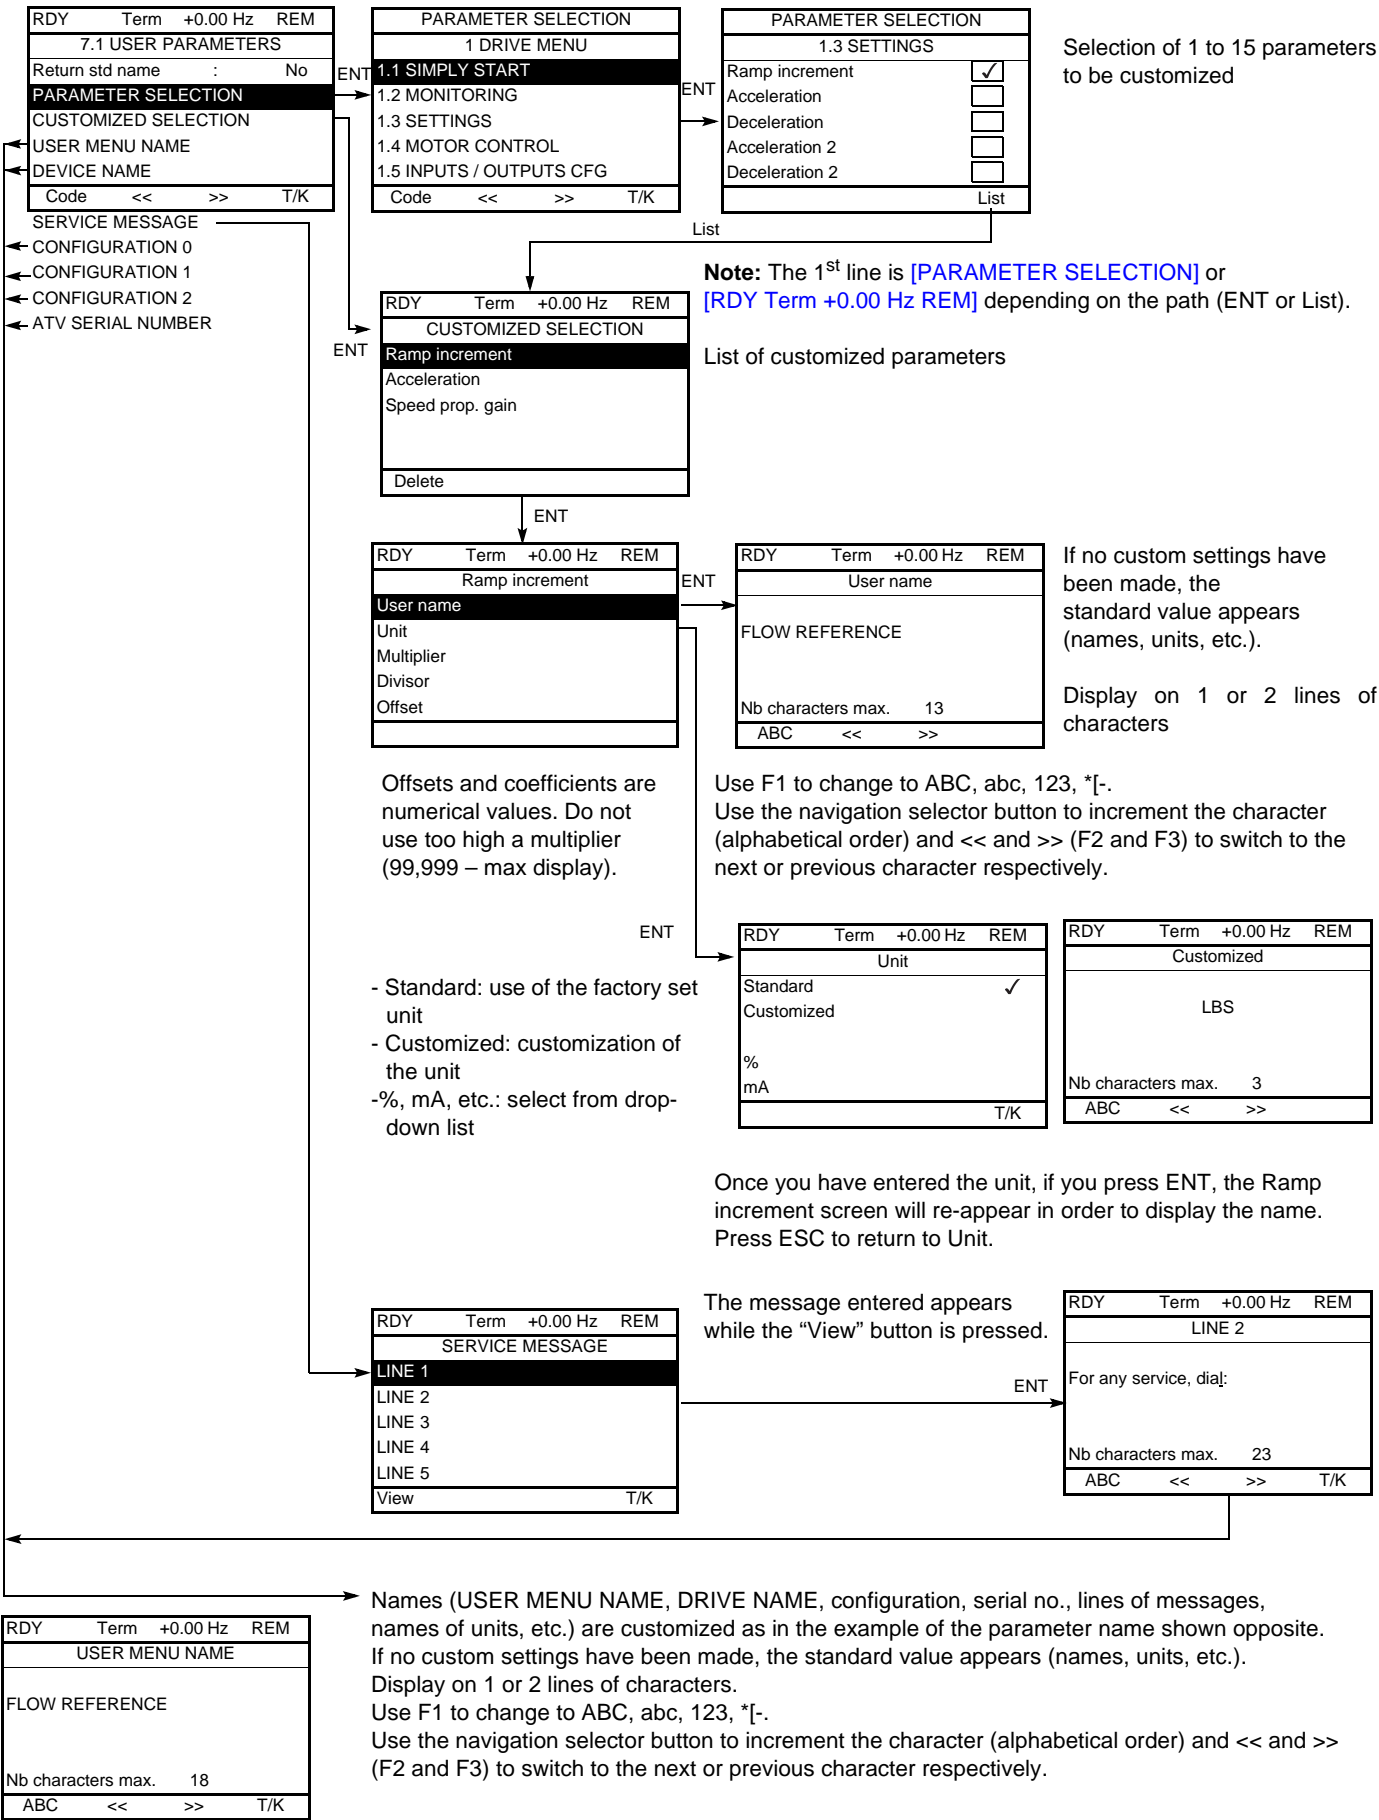 RDY Term +0.00 Hz REM
7.1 USER PARAMETERS
Return std name : No
PARAMETER SELECTION
CUSTOMIZED SELECTION
USER MENU NAME
DEVICE NAME
Code << >> T/K
SERVICE MESSAGE
CONFIGURATION 0
CONFIGURATION 1
CONFIGURATION 2
ATV SERIAL NUMBER
ENT
PARAMETER SELECTION
1 DRIVE MENU
1.1 SIMPLY START
1.2 MONITORING
1.3 SETTINGS
1.4 MOTOR CONTROL
1.5 INPUTS / OUTPUTS CFG
Code << >> T/K
ENT
PARAMETER SELECTION
1.3 SETTINGS
Ramp increment ✓
Acceleration
Deceleration
Acceleration 2
Deceleration 2
List
Selection of 1 to 15 parameters
to be customized
List
Note: The 1st line is [PARAMETER SELECTION] or
[RDY Term +0.00 Hz REM] depending on the path (ENT or List).
ENT
RDY Term +0.00 Hz REM
CUSTOMIZED SELECTION
Ramp increment
Acceleration
Speed prop. gain
Delete
List of customized parameters
ENT
RDY Term +0.00 Hz REM
Ramp increment
User name
Unit
Multiplier
Divisor
Offset
ENT
RDY Term +0.00 Hz REM
User name
FLOW REFERENCE
Nb characters max. 13
ABC << >>
If no custom settings have
been made, the
standard value appears
(names, units, etc.).
Display on 1 or 2 lines of
characters
Offsets and coefficients are
numerical values. Do not
use too high a multiplier
(99,999 – max display).
Use F1 to change to ABC, abc, 123, *[-.
Use the navigation selector button to increment the character
(alphabetical order) and << and >> (F2 and F3) to switch to the
next or previous character respectively.
ENT
- Standard: use of the factory set
unit
- Customized: customization of
the unit
-%, mA, etc.: select from drop-
down list
RDY Term +0.00 Hz REM
Unit
Standard ✓
Customized
%
mA
T/K
RDY Term +0.00 Hz REM
Customized
LBS
Nb characters max. 3
ABC << >>
Once you have entered the unit, if you press ENT, the Ramp
increment screen will re-appear in order to display the name.
Press ESC to return to Unit.
RDY Term +0.00 Hz REM
SERVICE MESSAGE
LINE 1
LINE 2
LINE 3
LINE 4
LINE 5
View T/K
The message entered appears
while the “View” button is pressed.
ENT
RDY Term +0.00 Hz REM
LINE 2
For any service, dial:
Nb characters max. 23
ABC << >> T/K
RDY Term +0.00 Hz REM
USER MENU NAME
FLOW REFERENCE
Nb characters max. 18
ABC << >> T/K
Names (USER MENU NAME, DRIVE NAME, configuration, serial no., lines of messages,
names of units, etc.) are customized as in the example of the parameter name shown opposite.
If no custom settings have been made, the standard value appears (names, units, etc.).
Display on 1 or 2 lines of characters.
Use F1 to change to ABC, abc, 123, *[-.
Use the navigation selector button to increment the character (alphabetical order) and << and >>
(F2 and F3) to switch to the next or previous character respectively.